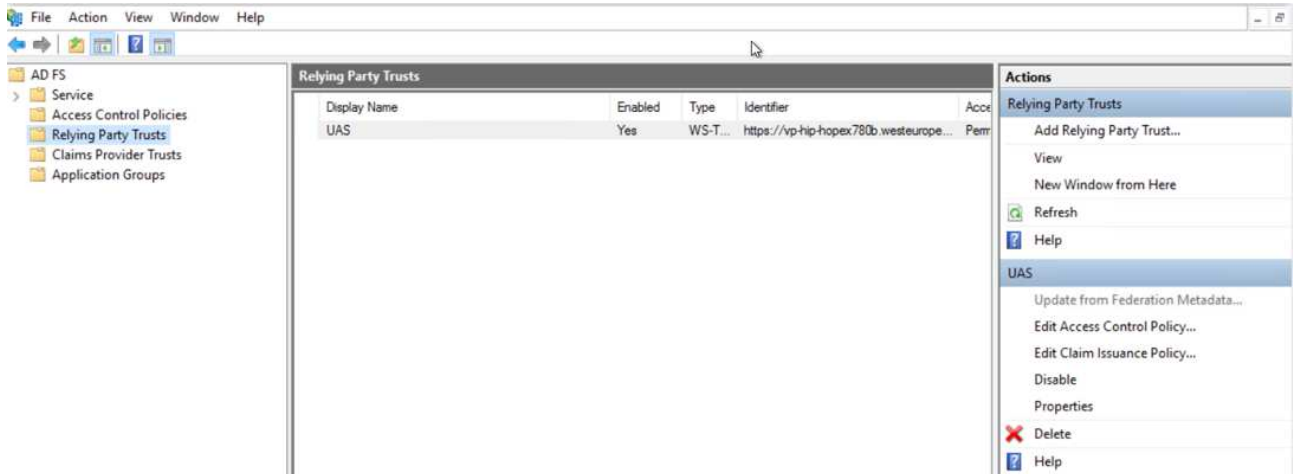 File Action View Window Help
AD FS
Service
Access Control Policies
Relying Party Trusts
Claims Provider Trusts
Application Groups
Relying Party Trusts
Display Name Enabled Type Identifier Acce
UAS Yes WS-T... https://vp-hip-hopex780b.westeurope... Perm
Actions
Relying Party Trusts
Add Relying Party Trust...
View
New Window from Here
Refresh
Help
UAS
Update from Federation Metadata...
Edit Access Control Policy...
Edit Claim Issuance Policy...
Disable
Properties
Delete
Help